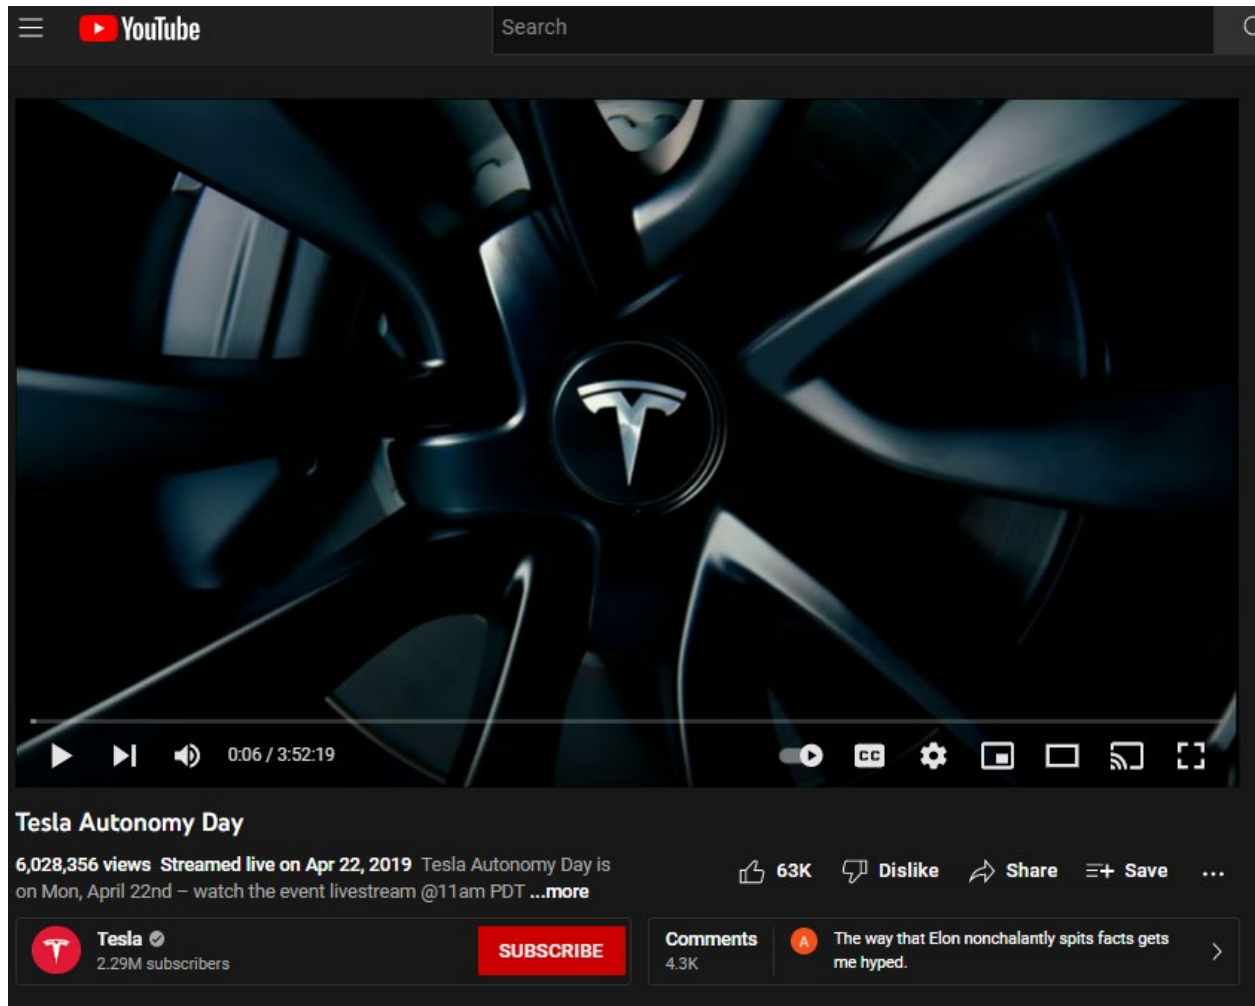 YouTube
Search
0:06 / 3:52:19
CC
Tesla Autonomy Day
6,028,356 views Streamed live on Apr 22, 2019 Tesla Autonomy Day is
on Mon, April 22nd – watch the event livestream @11am PDT ...more
63K
Dislike
Share
Save
Tesla
2.29M subscribers
SUBSCRIBE
Comments
4.3K
A
The way that Elon nonchalantly spits facts gets
me hyped.